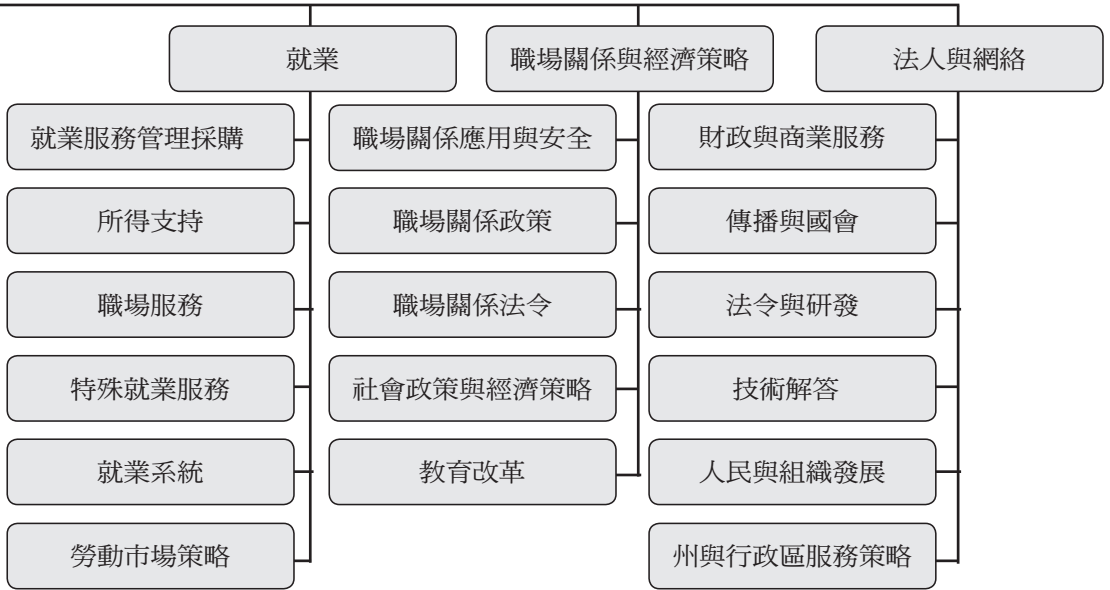 就業
職場關係與經濟策略
法人與網絡
就業服務管理採購
職場關係應用與安全
財政與商業服務
所得支持
職場關係政策
傳播與國會
職場服務
職場關係法令
法令與研發
特殊就業服務
社會政策與經濟策略
技術解答
就業系統
教育改革
人民與組織發展
勞動市場策略
州與行政區服務策略